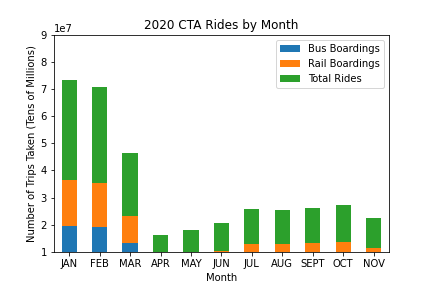 2020 CTA Rides by Month
1e7
Bus Boardings
Rail Boardings
Total Rides
Number of Trips Taken (Tens of Millions)
9
8
7
6
5
4
3
2
1
JAN FEB MAR APR MAY JUN JUL AUG SEPT OCT NOV
Month